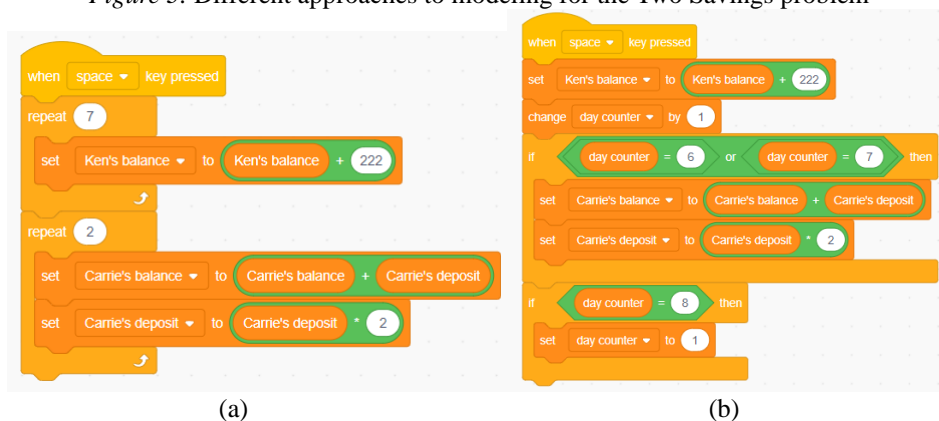 Figure 3: Different approaches to modeling for the Two Savings problem
when space key pressed
repeat 7
set Ken's balance to Ken's balance + 222
repeat 2
set Carrie's balance to Carrie's balance + Carrie's deposit
set Carrie's deposit to Carrie's deposit * 2
(a)
when space key pressed
set Ken's balance to Ken's balance + 222
change day counter by 1
if day counter = 6 or day counter = 7 then
set Carrie's balance to Carrie's balance + Carrie's deposit
set Carrie's deposit to Carrie's deposit * 2
if day counter = 8 then
set day counter to 1
(b)